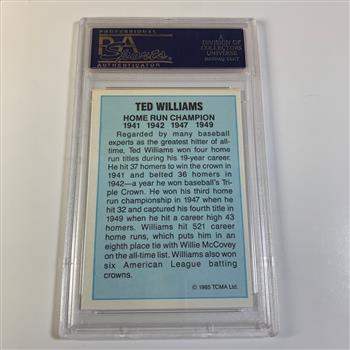 PROFESSIONAL
PSA
Sports
AUTHENTICATOR
A
DIVISION OF
COLLECTORS
UNIVERSE
NASDAQ: CLCT
TED WILLIAMS
HOME RUN CHAMPION
1941 1942 1947 1949
Regarded by many baseball
experts as the greatest hitter of all-
time, Ted Williams won four home
run titles during his 19-year career.
He hit 37 homers to win the crown in
1941 and belted 36 homers in
1942—a year he won baseball's Tri-
ple Crown. He won his third home
run championship in 1947 when he
hit 32 and captured his fourth title in
1949 when he hit a career high 43
homers. Williams hit 521 career
home runs, which puts him in an
eighth place tie with Willie McCovey
on the all-time list. Williams also won
six American League batting
crowns.
© 1985 TCMA Ltd.